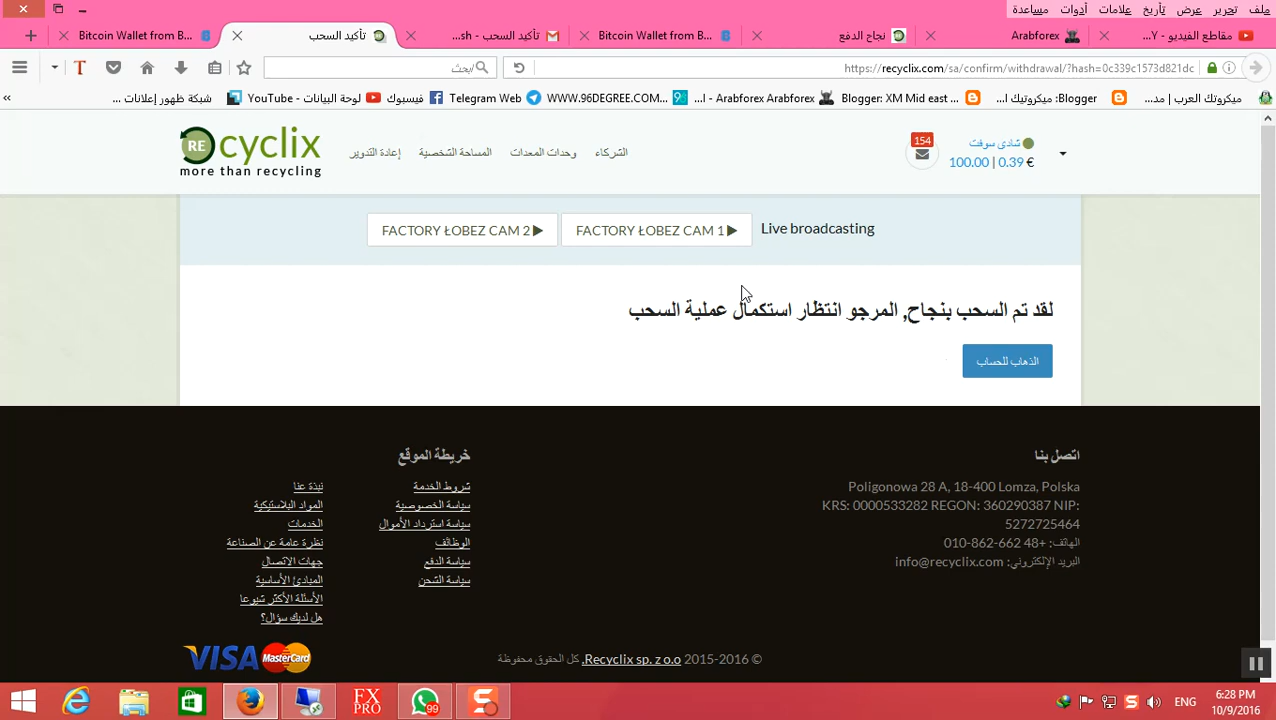 ملف تحرير عرض تأريخ علامات أدوات مساعدة
مقاطع الفيديو - Y
Arabforex
نجاح الدفع
Bitcoin Wallet from B...
تأكيد السحب - sh...
تأكيد السحب
Bitcoin Wallet from B...
https://recyclix.com/sa/confirm/withdrawal/?hash=0c339c1573d821dc
ابحث
ميكروتك العرب | مد...
Blogger: ميكروتيك ا...
Blogger: XM Mid east ...
Arabforex Arabforex - ا...
WWW.96DEGREE.COM...
Telegram Web
فيسبوك
لوحة البيانات - YouTube
شبكة ظهور إعلانات ...
RE cyclix
more than recycling
الشركاء
وحدات المعدات
المساحة الشخصية
إعادة التدوير
154
شادى سوفت
100.00 | 0.39 €
Live broadcasting
FACTORY ŁOBEZ CAM 1
FACTORY ŁOBEZ CAM 2
لقد تم السحب بنجاح, المرجو انتظار استكمال عملية السحب
الذهاب للحساب
اتصل بنا
Poligonowa 28 A, 18-400 Lomza, Polska
KRS: 0000533282 REGON: 360290387 NIP:
5272725464
الهاتف: +48 662-862-010
البريد الإلكتروني: info@recyclix.com
خريطة الموقع
شروط الخدمة
سياسة الخصوصية
سياسة استرداد الأموال
الوظائف
سياسة الدفع
سياسة الشحن
نبذة عنا
المواد البلاستيكية
الخدمات
نظرة عامة عن الصناعة
جهات الاتصال
المبادئ الأساسية
الأسئلة الأكثر شيوعا
هل لديك سؤال؟
VISA MasterCard
© 2015-2016 Recyclix sp. z o.o. كل الحقوق محفوظة
FX
PRO
99
ENG
6:28 PM
10/9/2016